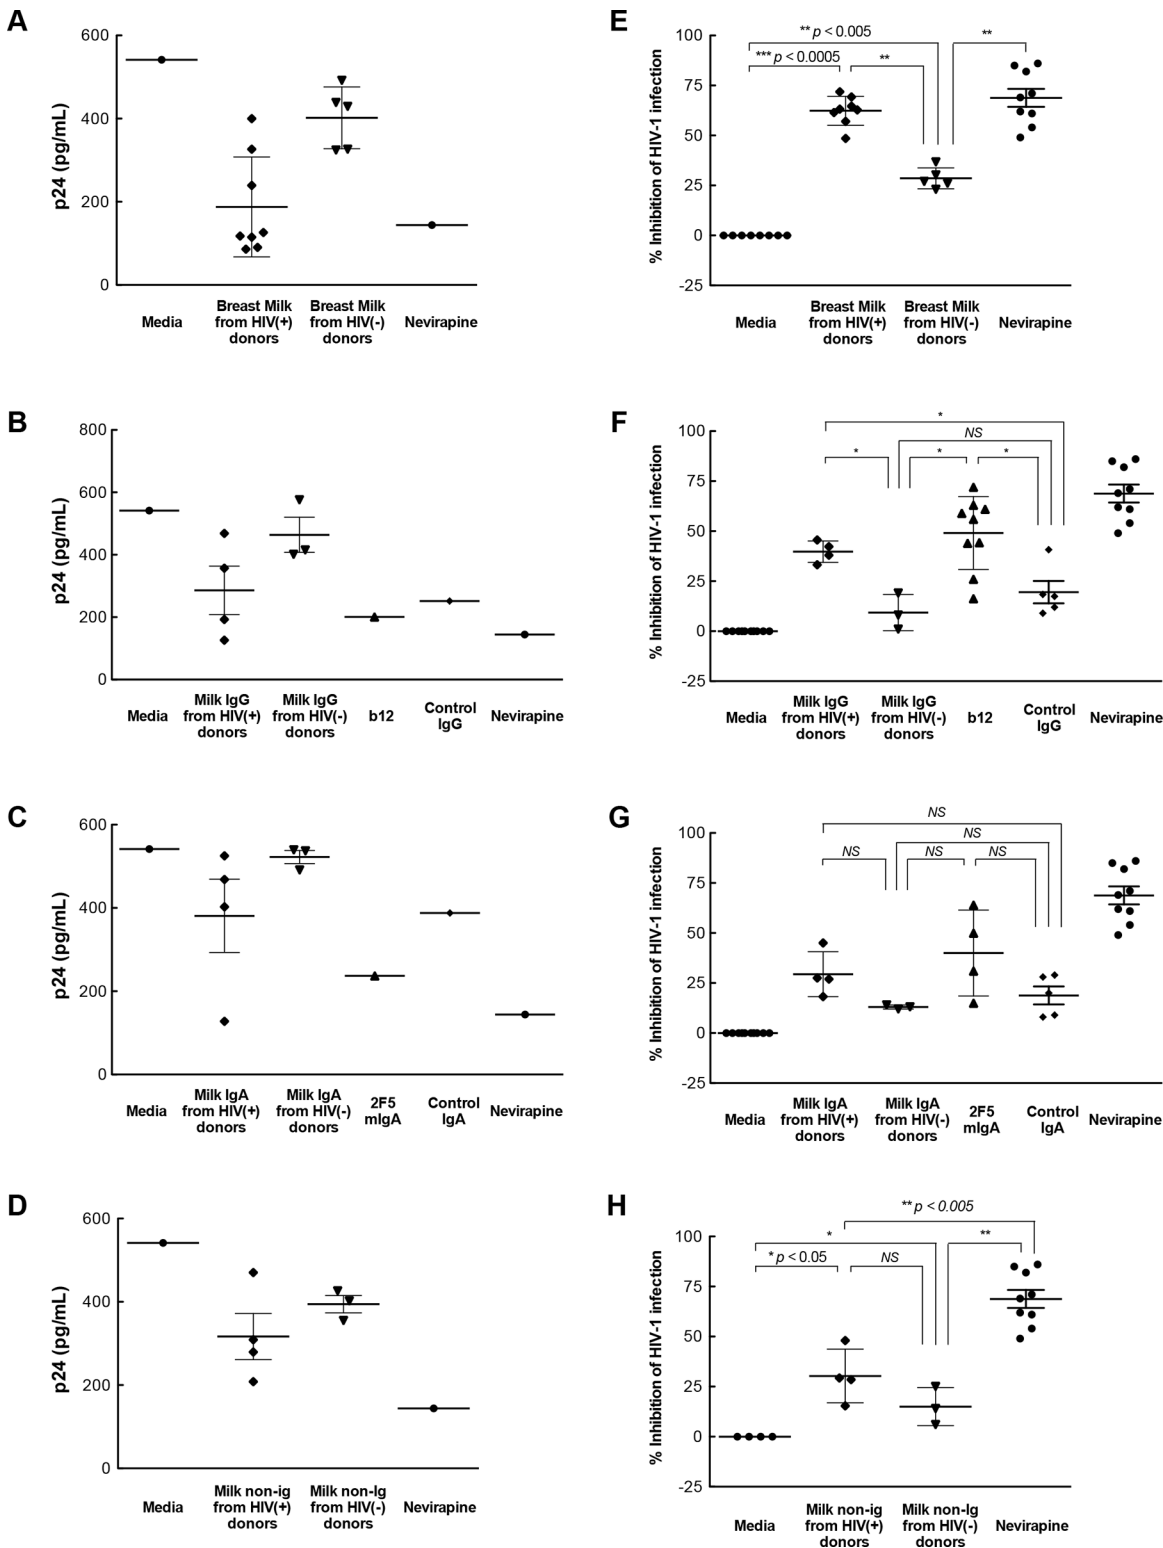 A
600
400
200
0
p24 (pg/mL)
Media
Breast Milk
from HIV(+)
donors
Breast Milk
from HIV(-)
donors
Nevirapine
E
100
75
50
25
0
-25
% Inhibition of HIV-1 infection
** p < 0.005
**
*** p < 0.0005
**
Media
Breast Milk
from HIV(+)
donors
Breast Milk
from HIV(-)
donors
Nevirapine
B
800
600
400
200
0
p24 (pg/mL)
Media
Milk IgG
from HIV(+)
donors
Milk IgG
from HIV(-)
donors
b12
Control
IgG
Nevirapine
F
100
75
50
25
0
-25
% Inhibition of HIV-1 infection
*
NS
*
*
*
Media
Milk IgG
from HIV(+)
donors
Milk IgG
from HIV(-)
donors
b12
Control
IgG
Nevirapine
C
600
400
200
0
p24 (pg/mL)
Media
Milk IgA
from HIV(+)
donors
Milk IgA
from HIV(-)
donors
2F5
mIgA
Control
IgA
Nevirapine
G
100
75
50
25
0
-25
% Inhibition of HIV-1 infection
NS
NS
NS
NS
NS
Media
Milk IgA
from HIV(+)
donors
Milk IgA
from HIV(-)
donors
2F5
mIgA
Control
IgA
Nevirapine
D
600
400
200
0
p24 (pg/mL)
Media
Milk non-ig
from HIV(+)
donors
Milk non-Ig
from HIV(-)
donors
Nevirapine
H
100
75
50
25
0
-25
% Inhibition of HIV-1 infection
** p < 0.005
*
**
* p < 0.05
NS
Media
Milk non-ig
from HIV(+)
donors
Milk non-Ig
from HIV(-)
donors
Nevirapine